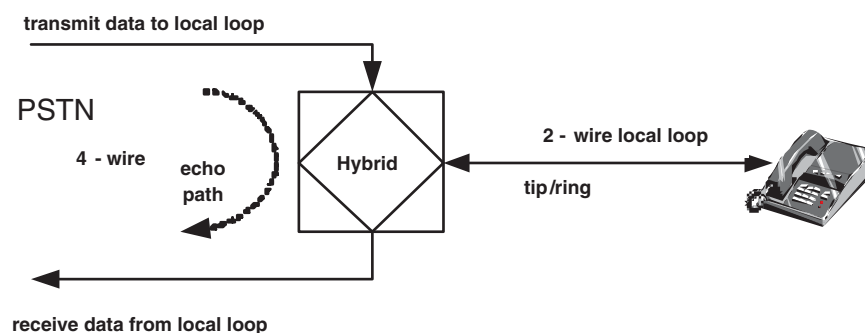 transmit data to local loop
PSTN
4 - wire
echo
path
Hybrid
2 - wire local loop
tip/ring
receive data from local loop